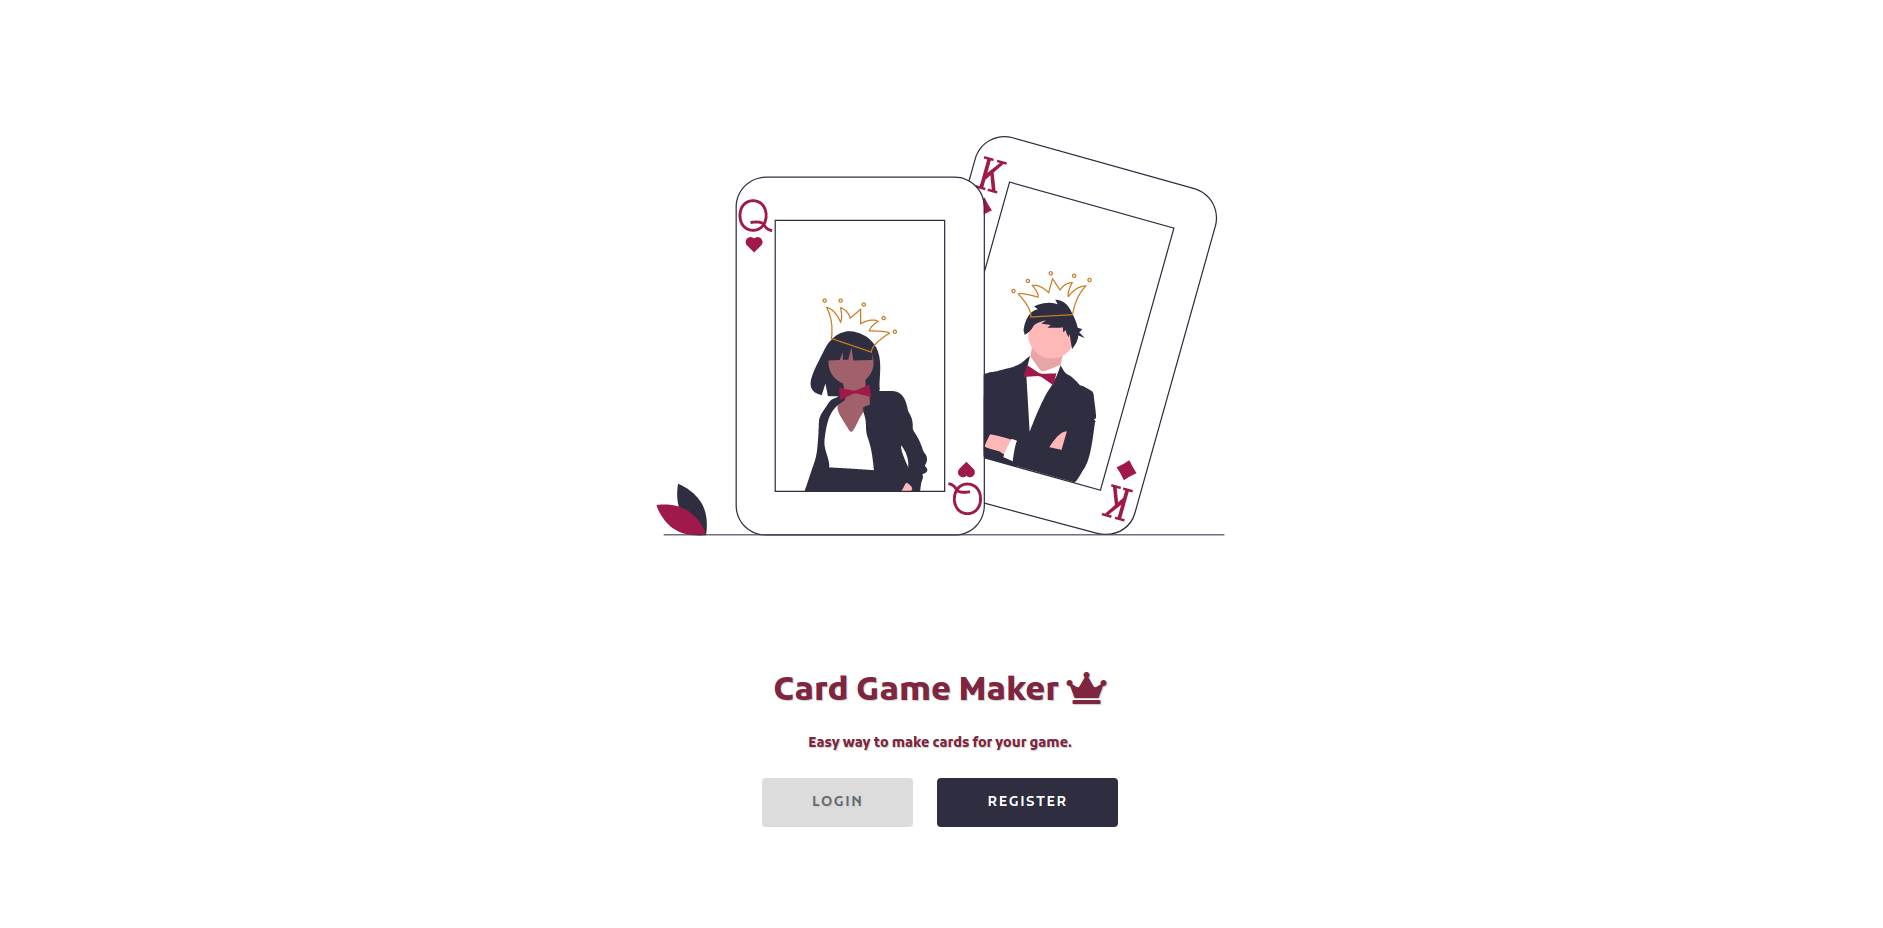 K
Q
Q
K
Card Game Maker
Easy way to make cards for your game.
LOGIN
REGISTER